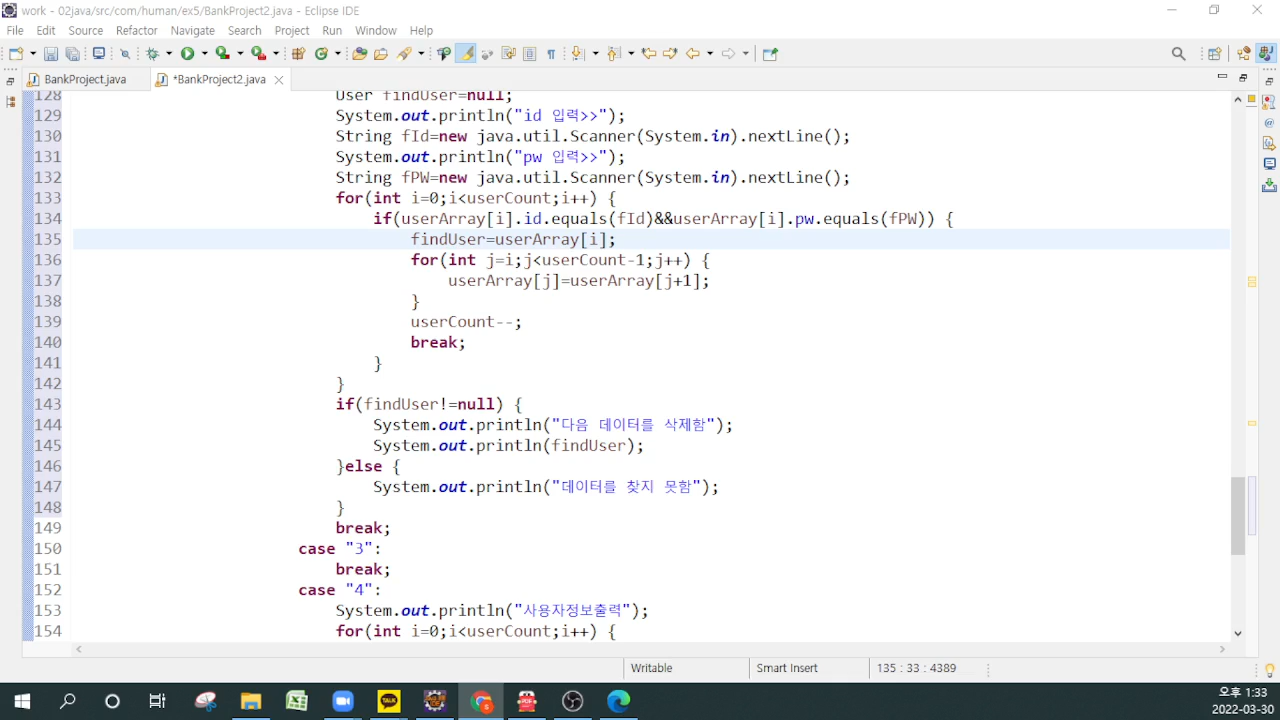 work - 02java/src/com/human/ex5/BankProject2.java - Eclipse IDE
File Edit Source Refactor Navigate Search Project Run Window Help
BankProject.java *BankProject2.java
128 User findUser=null;
129 System.out.println("id 입력>>");
130 String fId=new java.util.Scanner(System.in).nextLine();
131 System.out.println("pw 입력>>");
132 String fPW=new java.util.Scanner(System.in).nextLine();
133 for(int i=0;i<userCount;i++) {
134 if(userArray[i].id.equals(fId)&&userArray[i].pw.equals(fPW)) {
135 findUser=userArray[i];
136 for(int j=i;j<userCount-1;j++) {
137 userArray[j]=userArray[j+1];
138 }
139 userCount--;
140 break;
141 }
142 }
143 if(findUser!=null) {
144 System.out.println("다음 데이터를 삭제함");
145 System.out.println(findUser);
146 }else {
147 System.out.println("데이터를 찾지 못함");
148 }
149 break;
150 case "3":
151 break;
152 case "4":
153 System.out.println("사용자정보출력");
154 for(int i=0;i<userCount;i++) {
Writable Smart Insert 135 : 33 : 4389
TALK
PDF
오후 1:33
2022-03-30